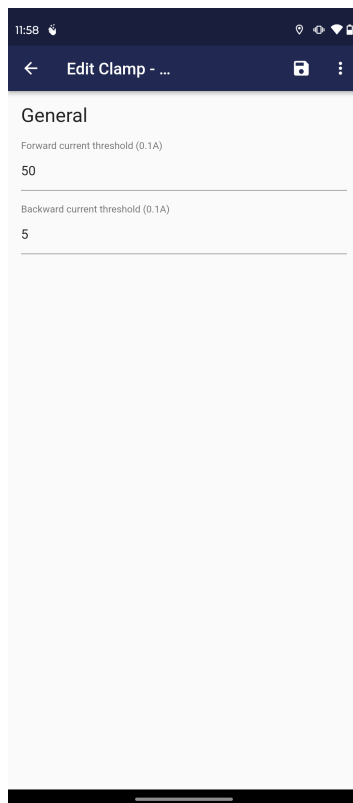 11:58
Edit Clamp - ...
General
Forward current threshold (0.1A)
50
Backward current threshold (0.1A)
5